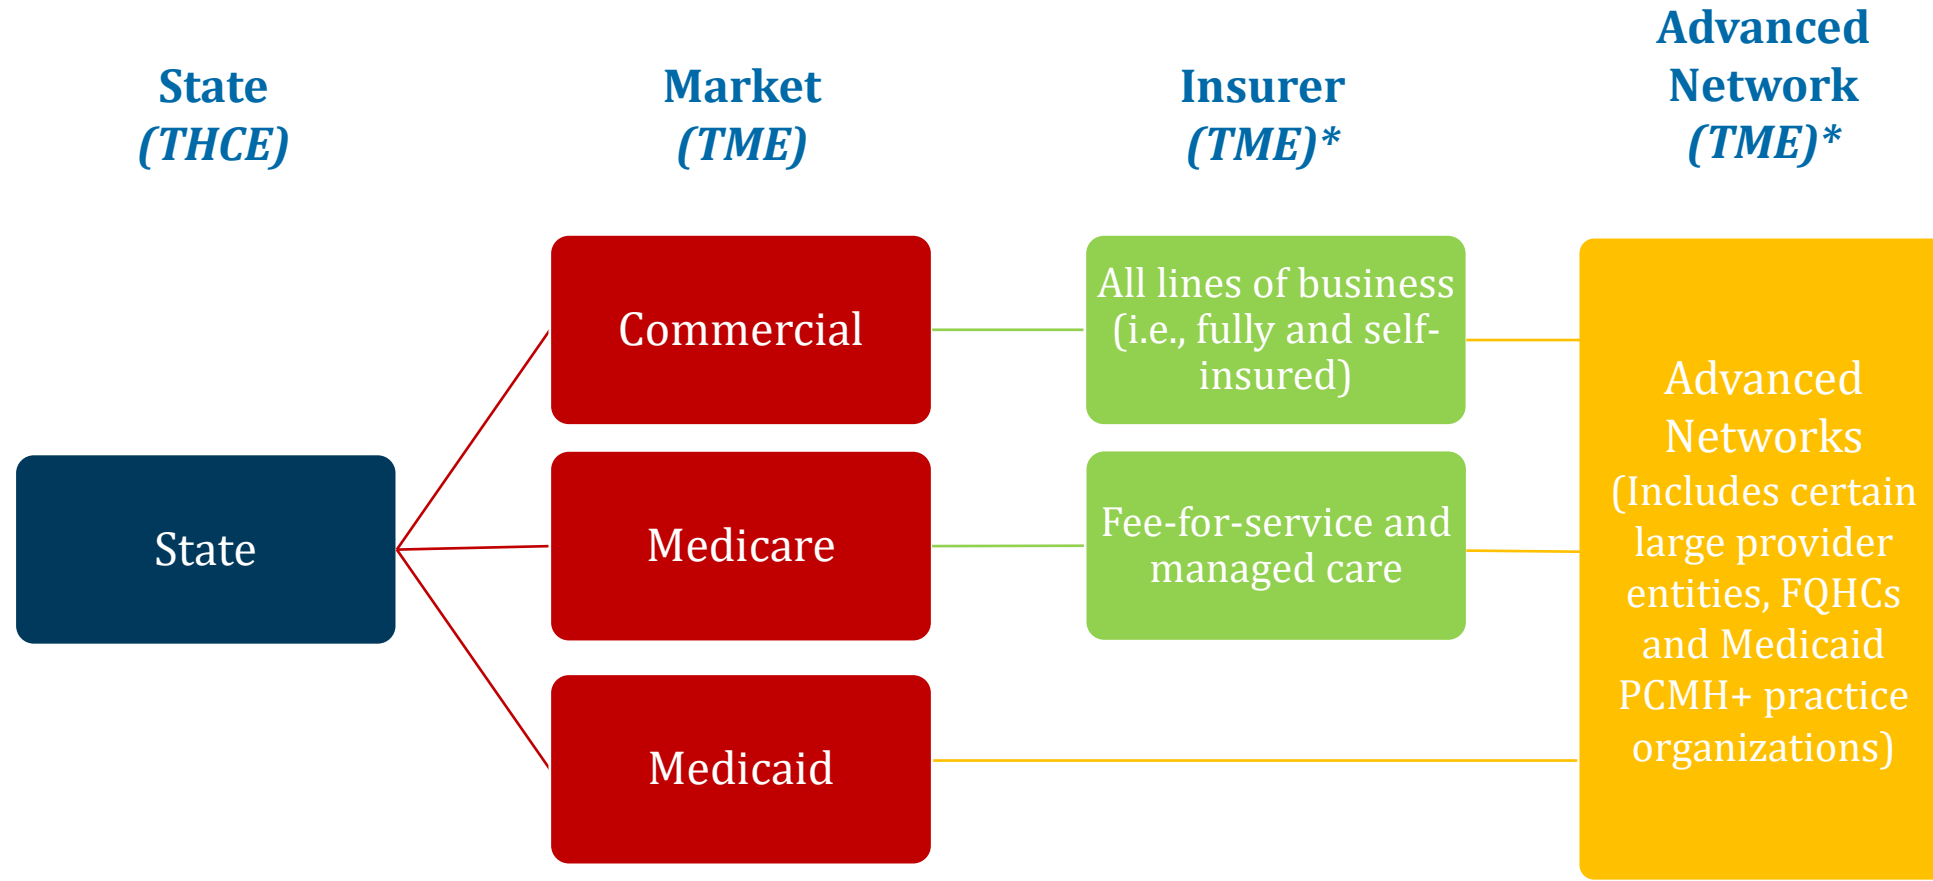 State
(THCE)
Market
(TME)
Insurer
(TME)*
Advanced
Network
(TME)*
State
Commercial
Medicare
Medicaid
All lines of business
(i.e., fully and self-
insured)
Fee-for-service and
managed care
Advanced
Networks
(Includes certain
large provider
entities, FQHCs
and Medicaid
PCMH+ practice
organizations)